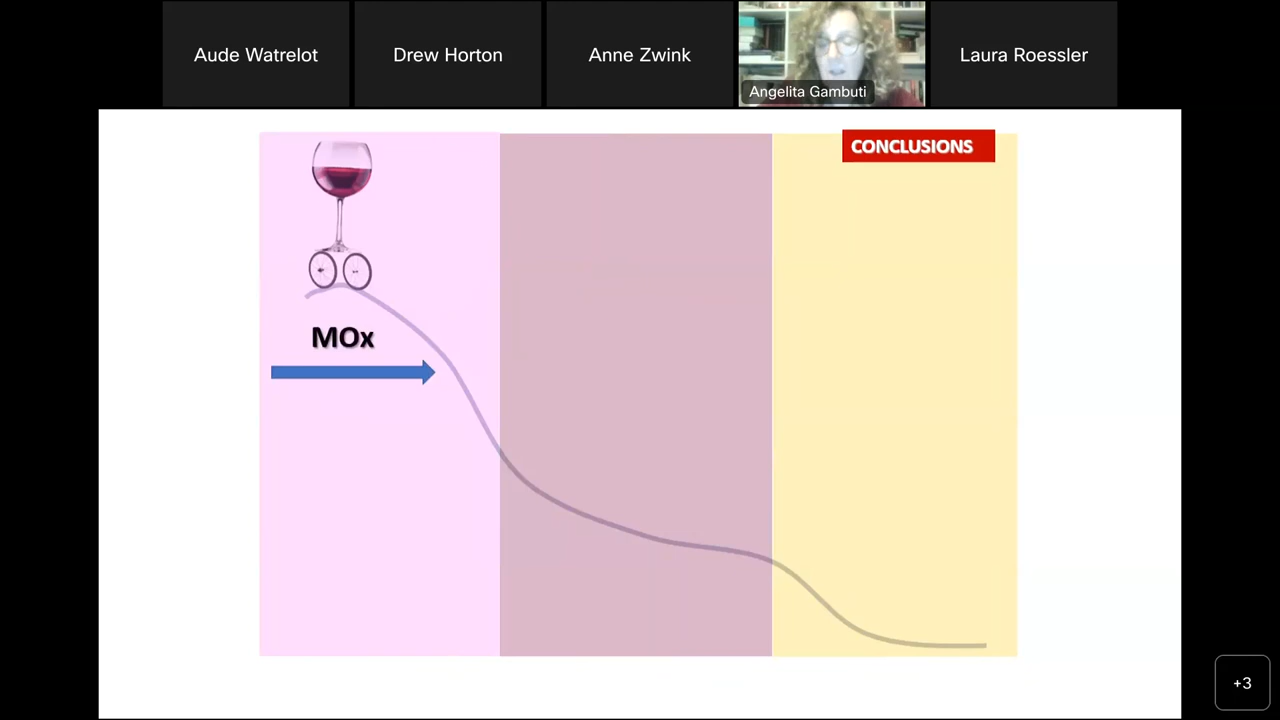 Aude Watrelot
Drew Horton
Anne Zwink
Angelita Gambuti
Laura Roessler
CONCLUSIONS
MOx
+3